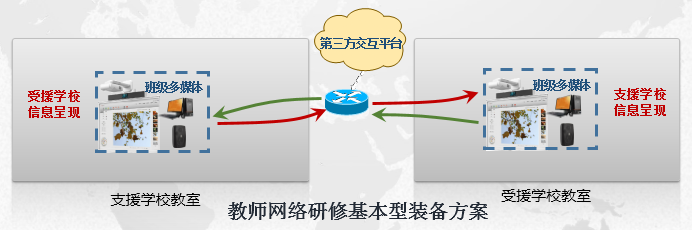 第三方交互平台
受援学校
信息呈现
班级多媒体
班级多媒体
支援学校
信息呈现
支援学校教室
受援学校教室
教师网络研修基本型装备方案